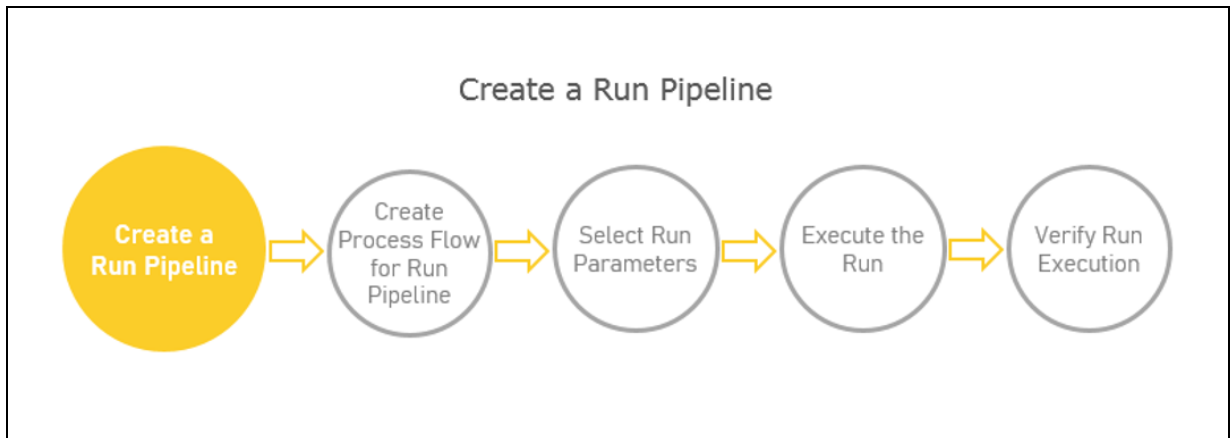 Create a Run Pipeline
Create a
Run Pipeline
Create
Process Flow
for Run
Pipeline
Select Run
Parameters
Execute the
Run
Verify Run
Execution